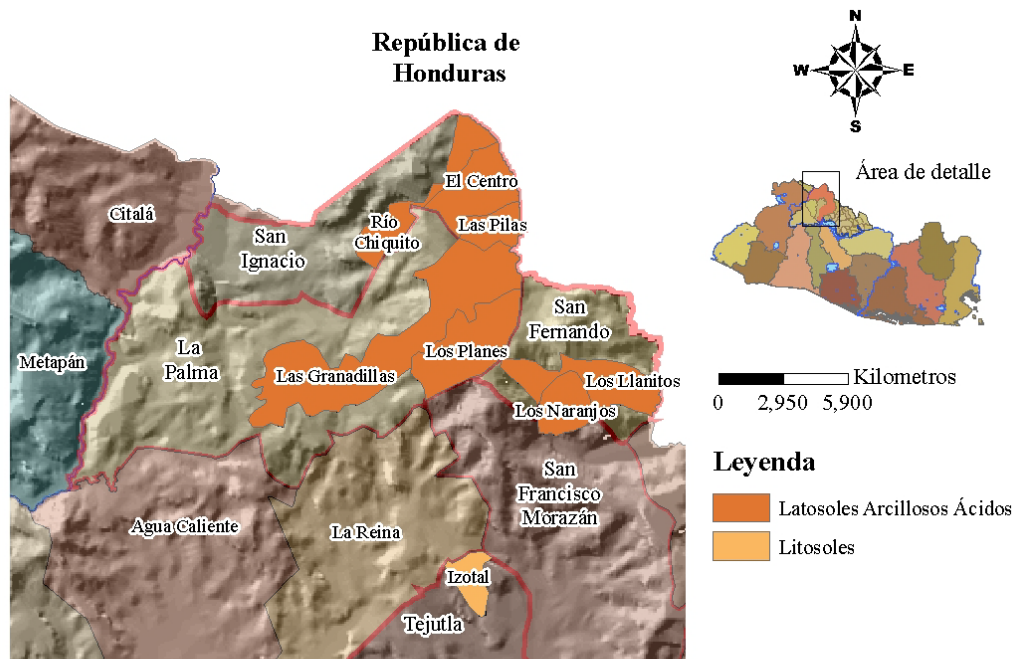 República de
Honduras
N
W
E
S
Área de detalle
Citalá
El Centro
Río
Chiquito
Las Pilas
San
Ignacio
San
Fernando
Metapán
La
Palma
Los Planes
Las Granadillas
Los Llanitos
Los Naranjos
Kilometros
0
2,950
5,900
Agua Caliente
La Reina
San
Francisco
Morazán
Izotal
Tejutla
Leyenda
Latosoles Arcillosos Ácidos
Litosoles